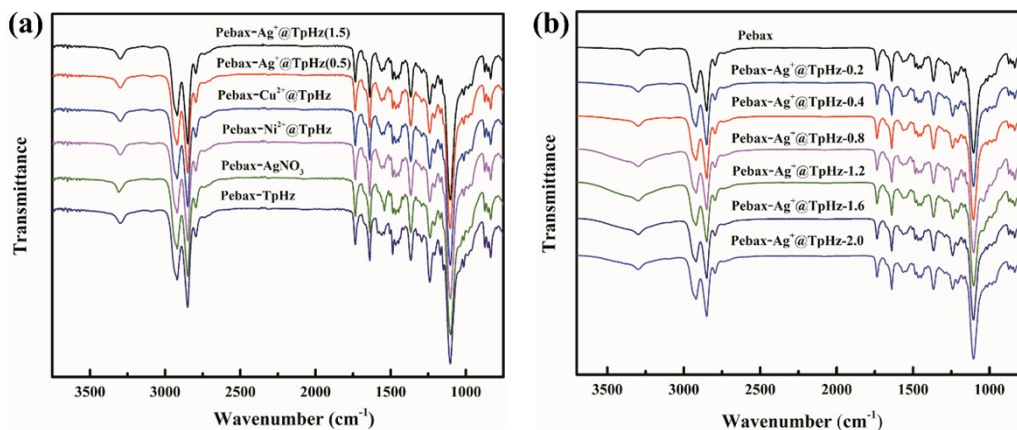 (a)
Pebax-Ag⁺@TpHz(1.5)
Pebax-Ag⁺@TpHz(0.5)
Pebax-Cu²⁺@TpHz
Pebax-Ni²⁺@TpHz
Pebax-AgNO₃
Pebax-TpHz
Transmittance
3500 3000 2500 2000 1500 1000
Wavenumber (cm⁻¹)
(b)
Pebax
Pebax-Ag⁺@TpHz-0.2
Pebax-Ag⁺@TpHz-0.4
Pebax-Ag⁺@TpHz-0.8
Pebax-Ag⁺@TpHz-1.2
Pebax-Ag⁺@TpHz-1.6
Pebax-Ag⁺@TpHz-2.0
Transmittance
3500 3000 2500 2000 1500 1000
Wavenumber (cm⁻¹)